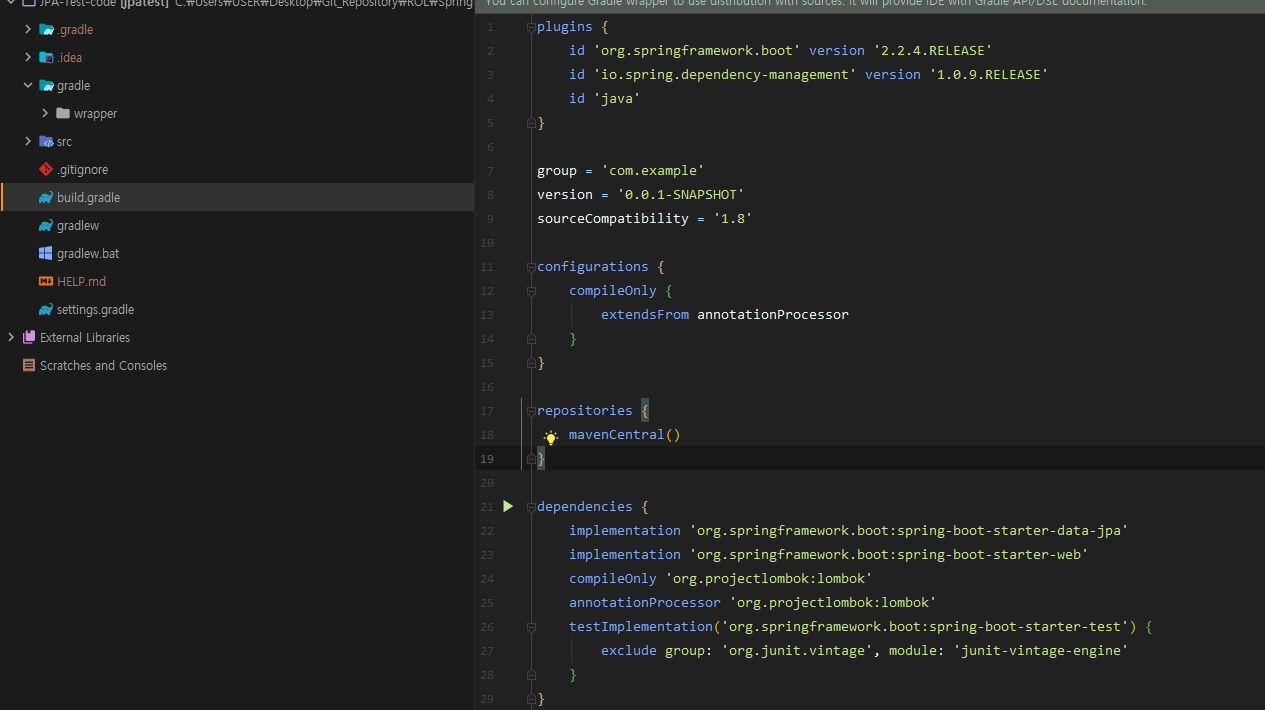 JPA-Test-code [jpatest] C:₩Users₩USER₩Desktop₩Git_Repository₩ROL₩Spring
.gradle
.idea
gradle
wrapper
src
.gitignore
build.gradle
gradlew
gradlew.bat
HELP.md
settings.gradle
External Libraries
Scratches and Consoles
You can configure Gradle wrapper to use distribution with sources. It will provide IDE with Gradle API/DSL documentation.
1 plugins {
2 id 'org.springframework.boot' version '2.2.4.RELEASE'
3 id 'io.spring.dependency-management' version '1.0.9.RELEASE'
4 id 'java'
5 }
6
7 group = 'com.example'
8 version = '0.0.1-SNAPSHOT'
9 sourceCompatibility = '1.8'
10
11 configurations {
12 compileOnly {
13 extendsFrom annotationProcessor
14 }
15 }
16
17 repositories {
18 mavenCentral()
19 }
20
21 dependencies {
22 implementation 'org.springframework.boot:spring-boot-starter-data-jpa'
23 implementation 'org.springframework.boot:spring-boot-starter-web'
24 compileOnly 'org.projectlombok:lombok'
25 annotationProcessor 'org.projectlombok:lombok'
26 testImplementation('org.springframework.boot:spring-boot-starter-test') {
27 exclude group: 'org.junit.vintage', module: 'junit-vintage-engine'
28 }
29 }